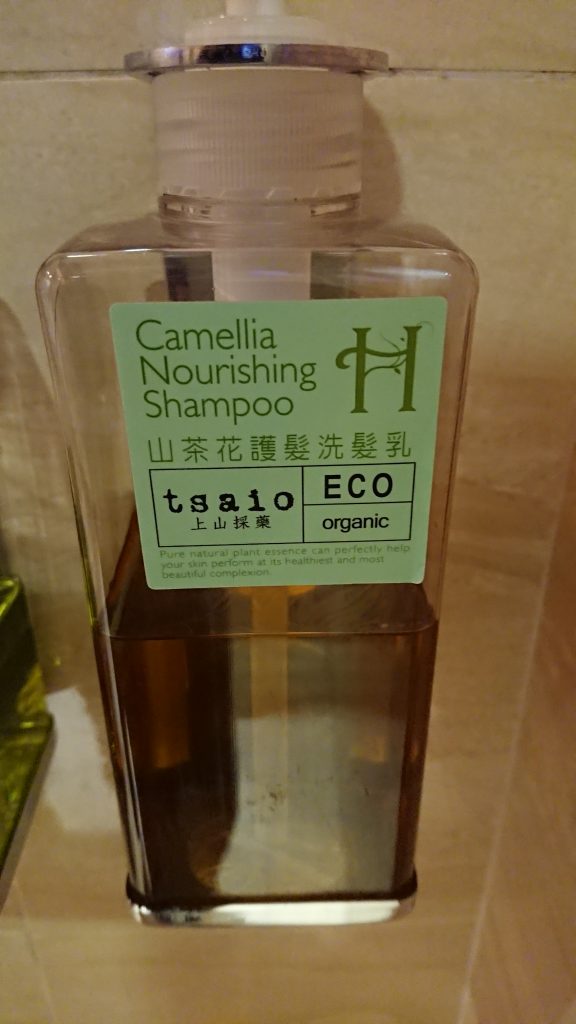 Camellia
Nourishing
Shampoo
H
山茶花護髮洗髮乳
tsaio
上山採藥
ECO
organic
Pure natural plant essence can perfectly help
your skin perform at its healthiest and most
beautiful complexion.